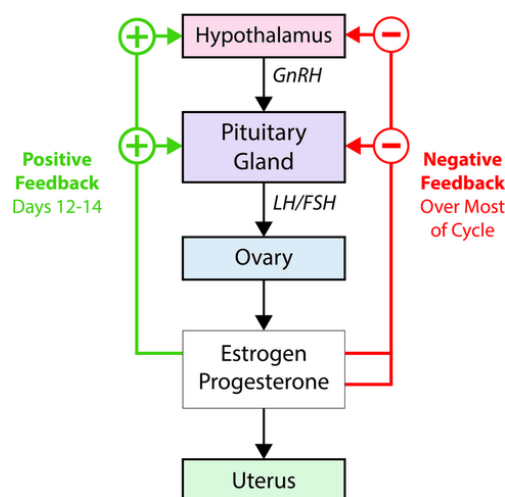 Hypothalamus
GnRH
Pituitary
Gland
Positive
Feedback
Days 12-14
Negative
Feedback
Over Most
of Cycle
LH/FSH
Ovary
Estrogen
Progesterone
Uterus